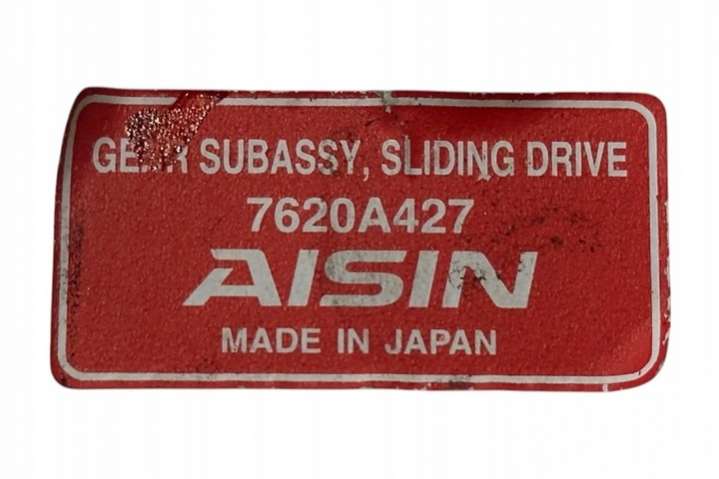 GEAR SUBASSY, SLIDING DRIVE
7620A427
AISIN
MADE IN JAPAN